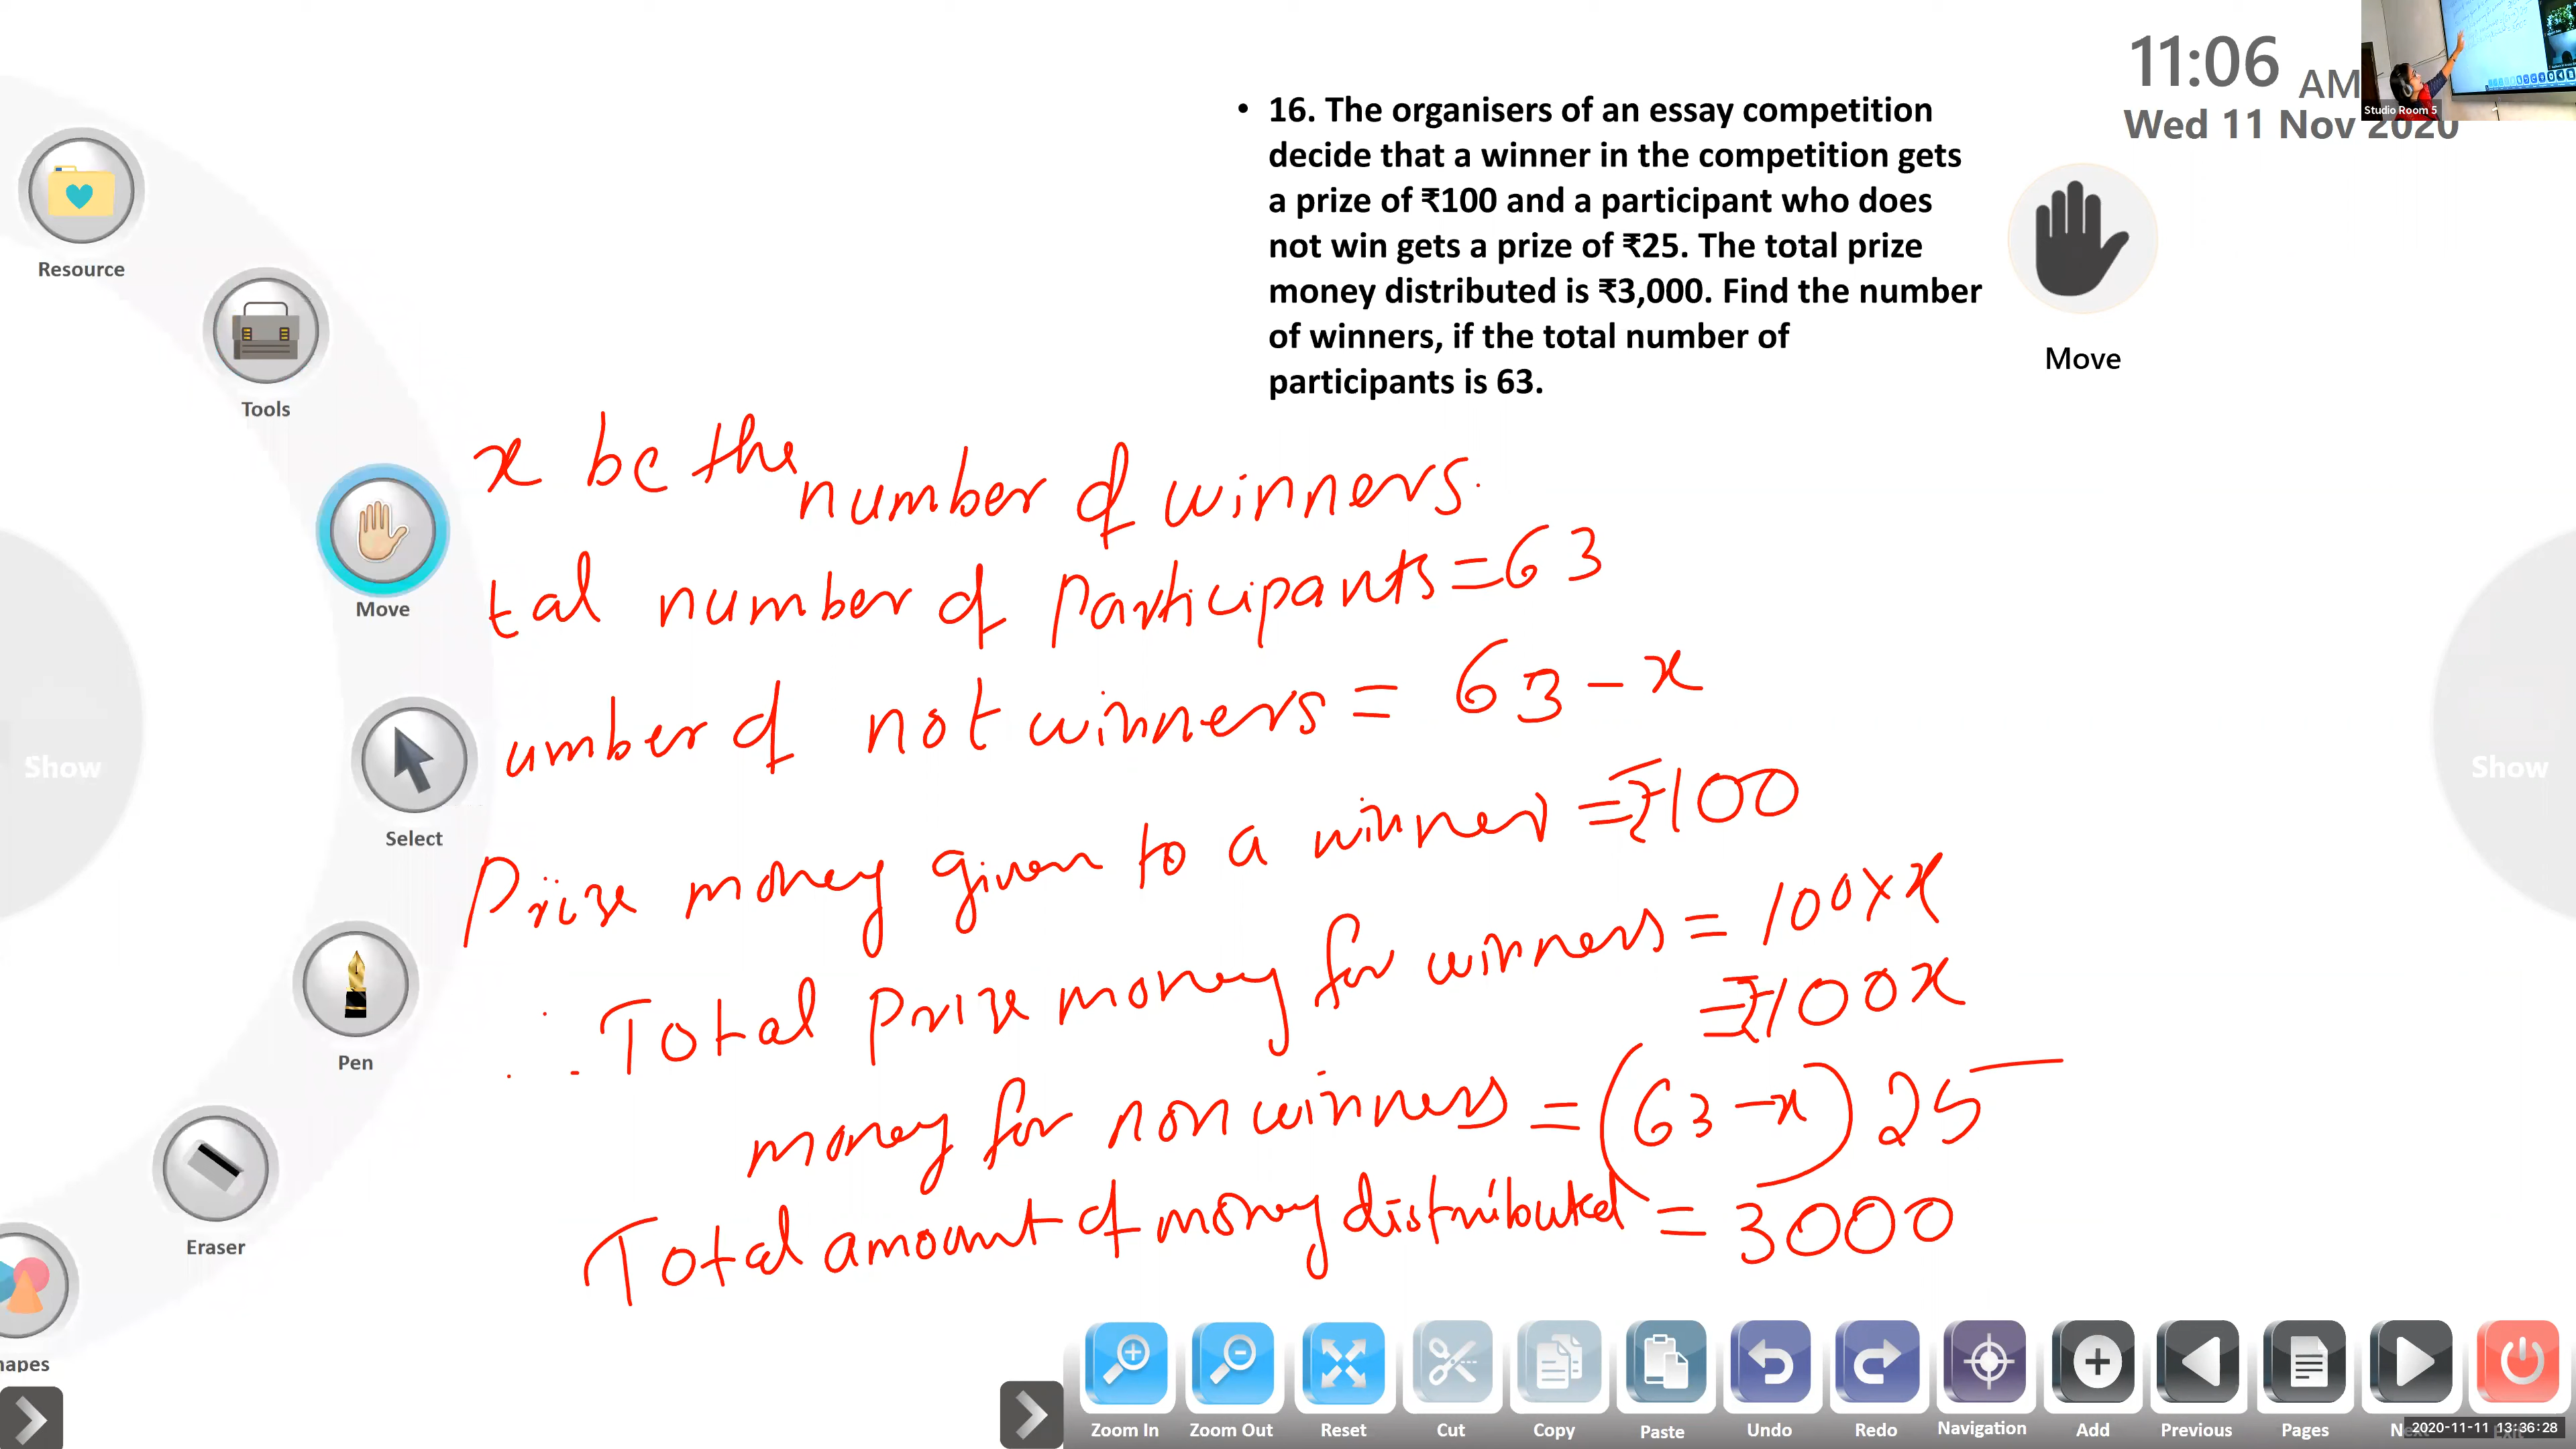 11:06 AM
Wed 11 Nov 2020
Studio Room 5
• 16. The organisers of an essay competition
decide that a winner in the competition gets
a prize of ₹100 and a participant who does
not win gets a prize of ₹25. The total prize
money distributed is ₹3,000. Find the number
of winners, if the total number of
participants is 63.
Move
Resource
Tools
Move
Select
Pen
Eraser
hapes
Show
Show
x be the number of winners.
tal number of participants = 63
umber of not winners = 63 - x
Prize money given to a winner = ₹100
∴ Total prize money for winners = 100 × x
= ₹100x
money for non winners = (63 - x) 25
Total amount of money distributed = 3000
Zoom In
Zoom Out
Reset
Cut
Copy
Paste
Undo
Redo
Navigation
Add
Previous
Pages
2020-11-11 13:36:28